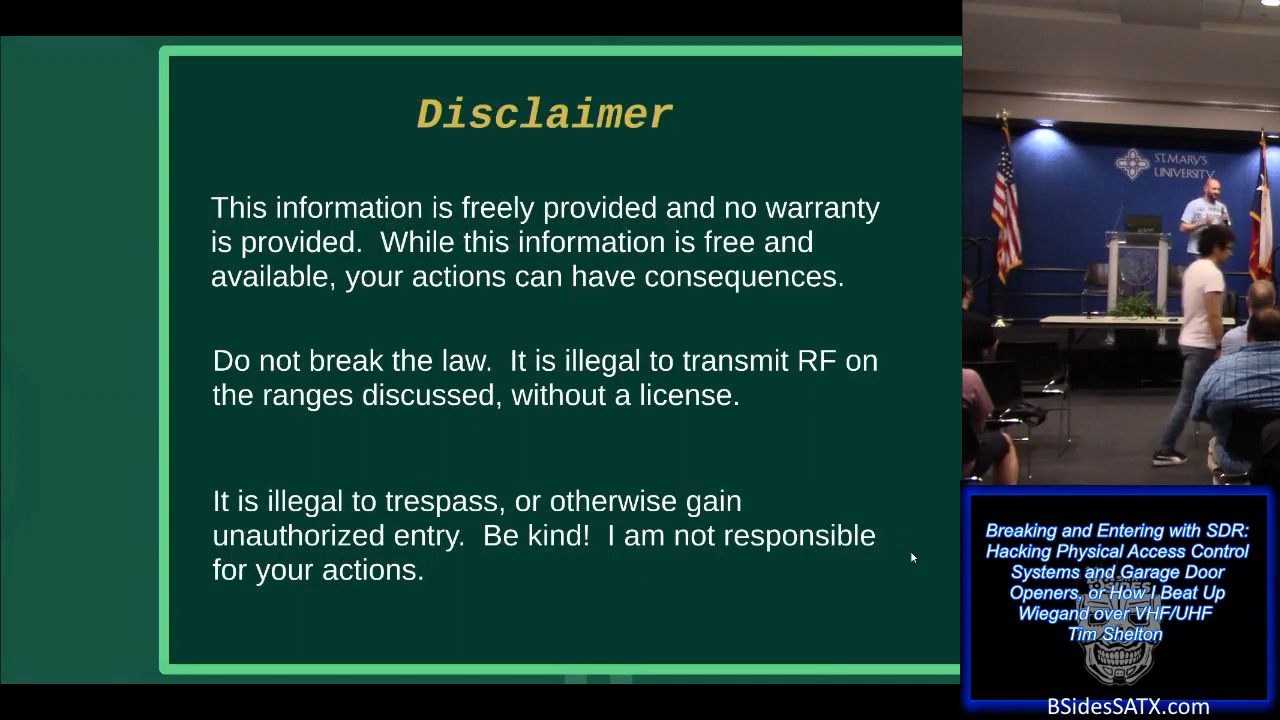 Disclaimer
This information is freely provided and no warranty
is provided.  While this information is free and
available, your actions can have consequences.
Do not break the law.  It is illegal to transmit RF on
the ranges discussed, without a license.
It is illegal to trespass, or otherwise gain
unauthorized entry.  Be kind!  I am not responsible
for your actions.
ST. MARY'S
UNIVERSITY
Breaking and Entering with SDR:
Hacking Physical Access Control
Systems and Garage Door
Openers, or How I Beat Up
Wiegand over VHF/UHF
Tim Shelton
BSidesSATX.com